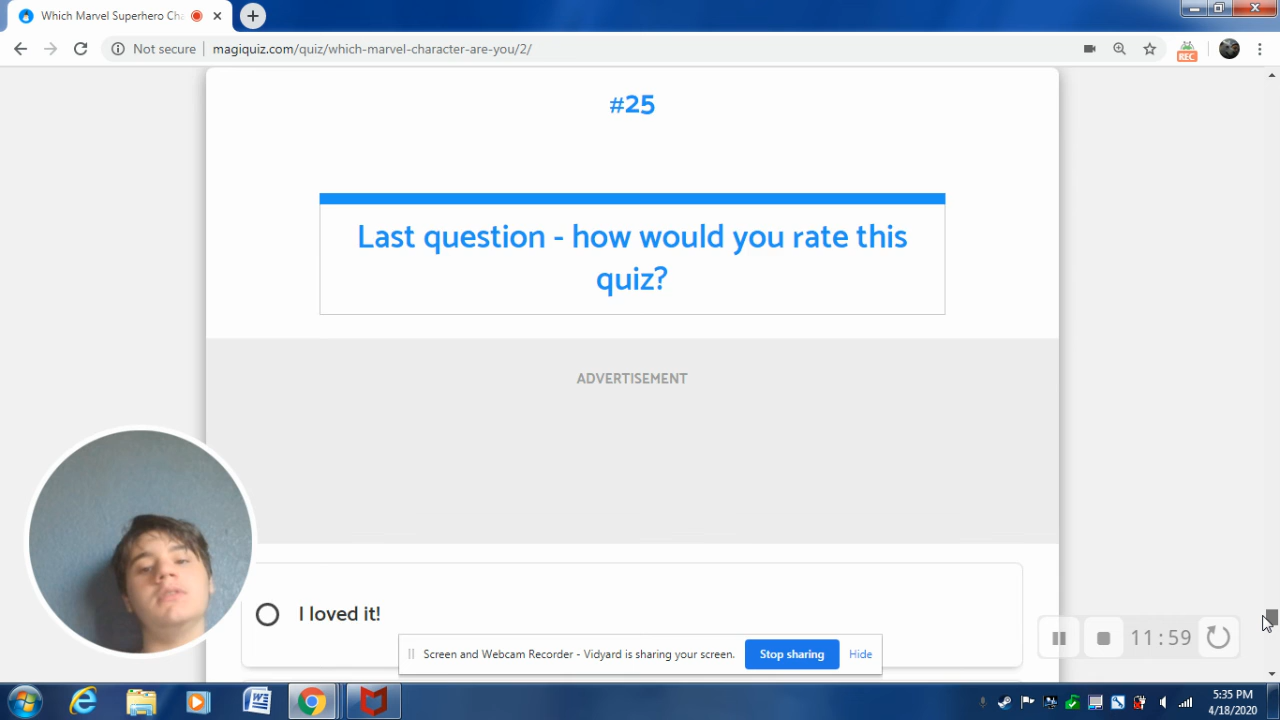 Which Marvel Superhero Cha
Not secure
magiquiz.com/quiz/which-marvel-character-are-you/2/
REC
#25
Last question - how would you rate this
quiz?
ADVERTISEMENT
I loved it!
Screen and Webcam Recorder - Vidyard is sharing your screen.
Stop sharing
Hide
11:59
5:35 PM
4/18/2020